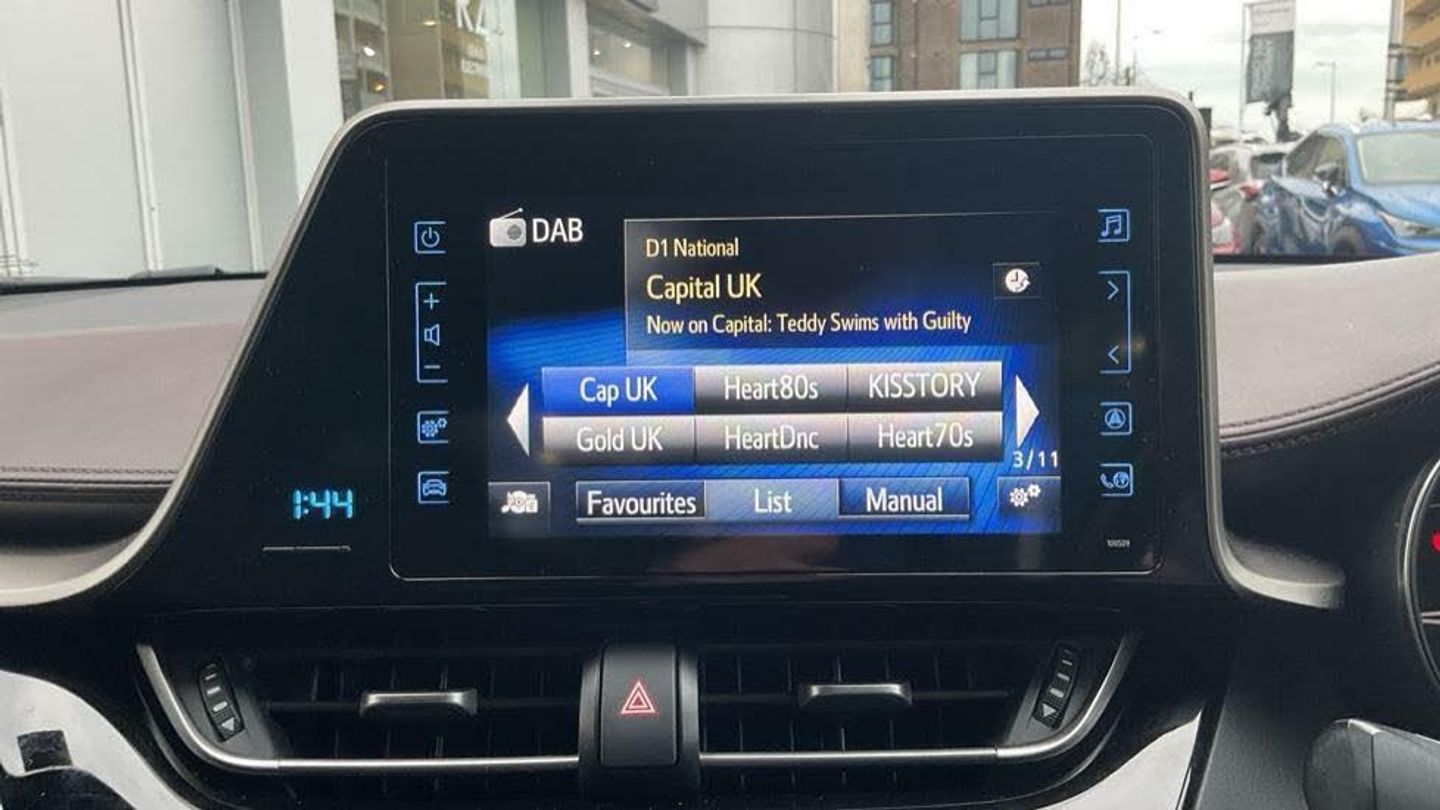 DAB
D1 National
Capital UK
Now on Capital: Teddy Swims with Guilty
Cap UK Heart80s KISSTORY
Gold UK HeartDnc Heart70s
3/11
Favourites List Manual
1:44
100509